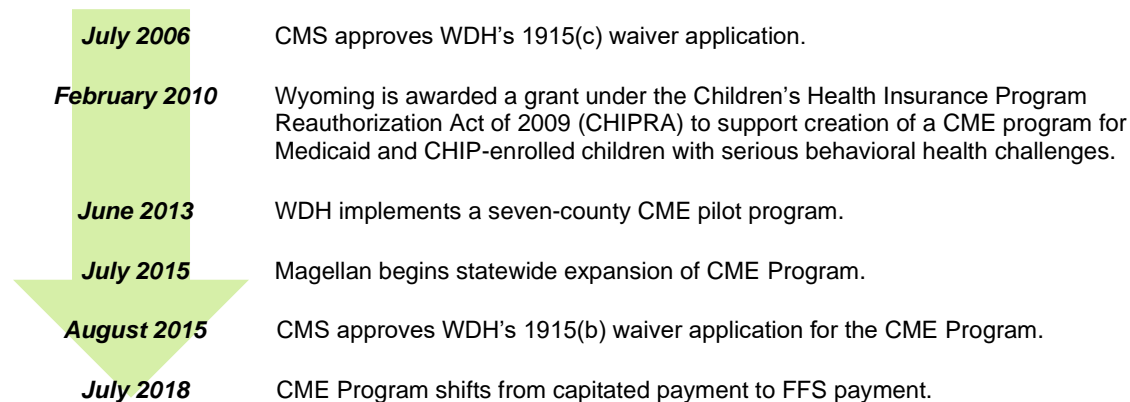 July 2006 CMS approves WDH's 1915(c) waiver application.
February 2010 Wyoming is awarded a grant under the Children's Health Insurance Program
Reauthorization Act of 2009 (CHIPRA) to support creation of a CME program for
Medicaid and CHIP-enrolled children with serious behavioral health challenges.
June 2013 WDH implements a seven-county CME pilot program.
July 2015 Magellan begins statewide expansion of CME Program.
August 2015 CMS approves WDH's 1915(b) waiver application for the CME Program.
July 2018 CME Program shifts from capitated payment to FFS payment.